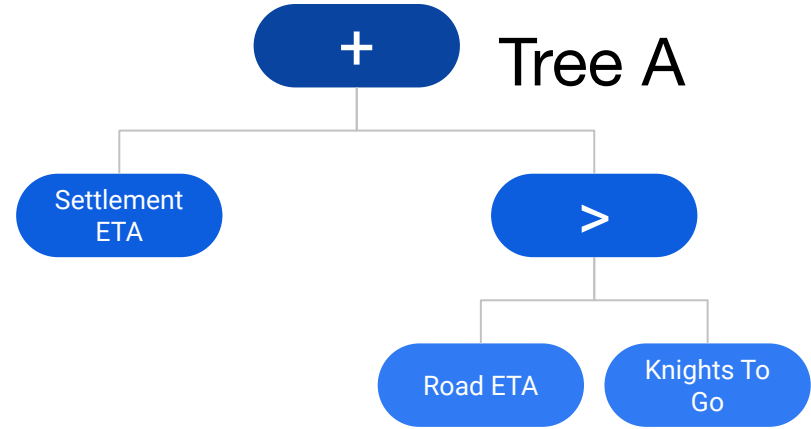 +
Tree A
Settlement
ETA
>
Road ETA
Knights To
Go